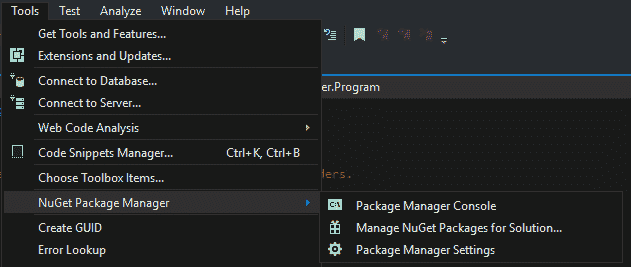 Tools Test Analyze Window Help
Get Tools and Features...
Extensions and Updates...
Connect to Database...
Connect to Server...
er.Program
Web Code Analysis
Code Snippets Manager... Ctrl+K, Ctrl+B
Choose Toolbox Items...
ders.
NuGet Package Manager
C:\
Package Manager Console
Create GUID
Manage NuGet Packages for Solution...
Error Lookup
Package Manager Settings